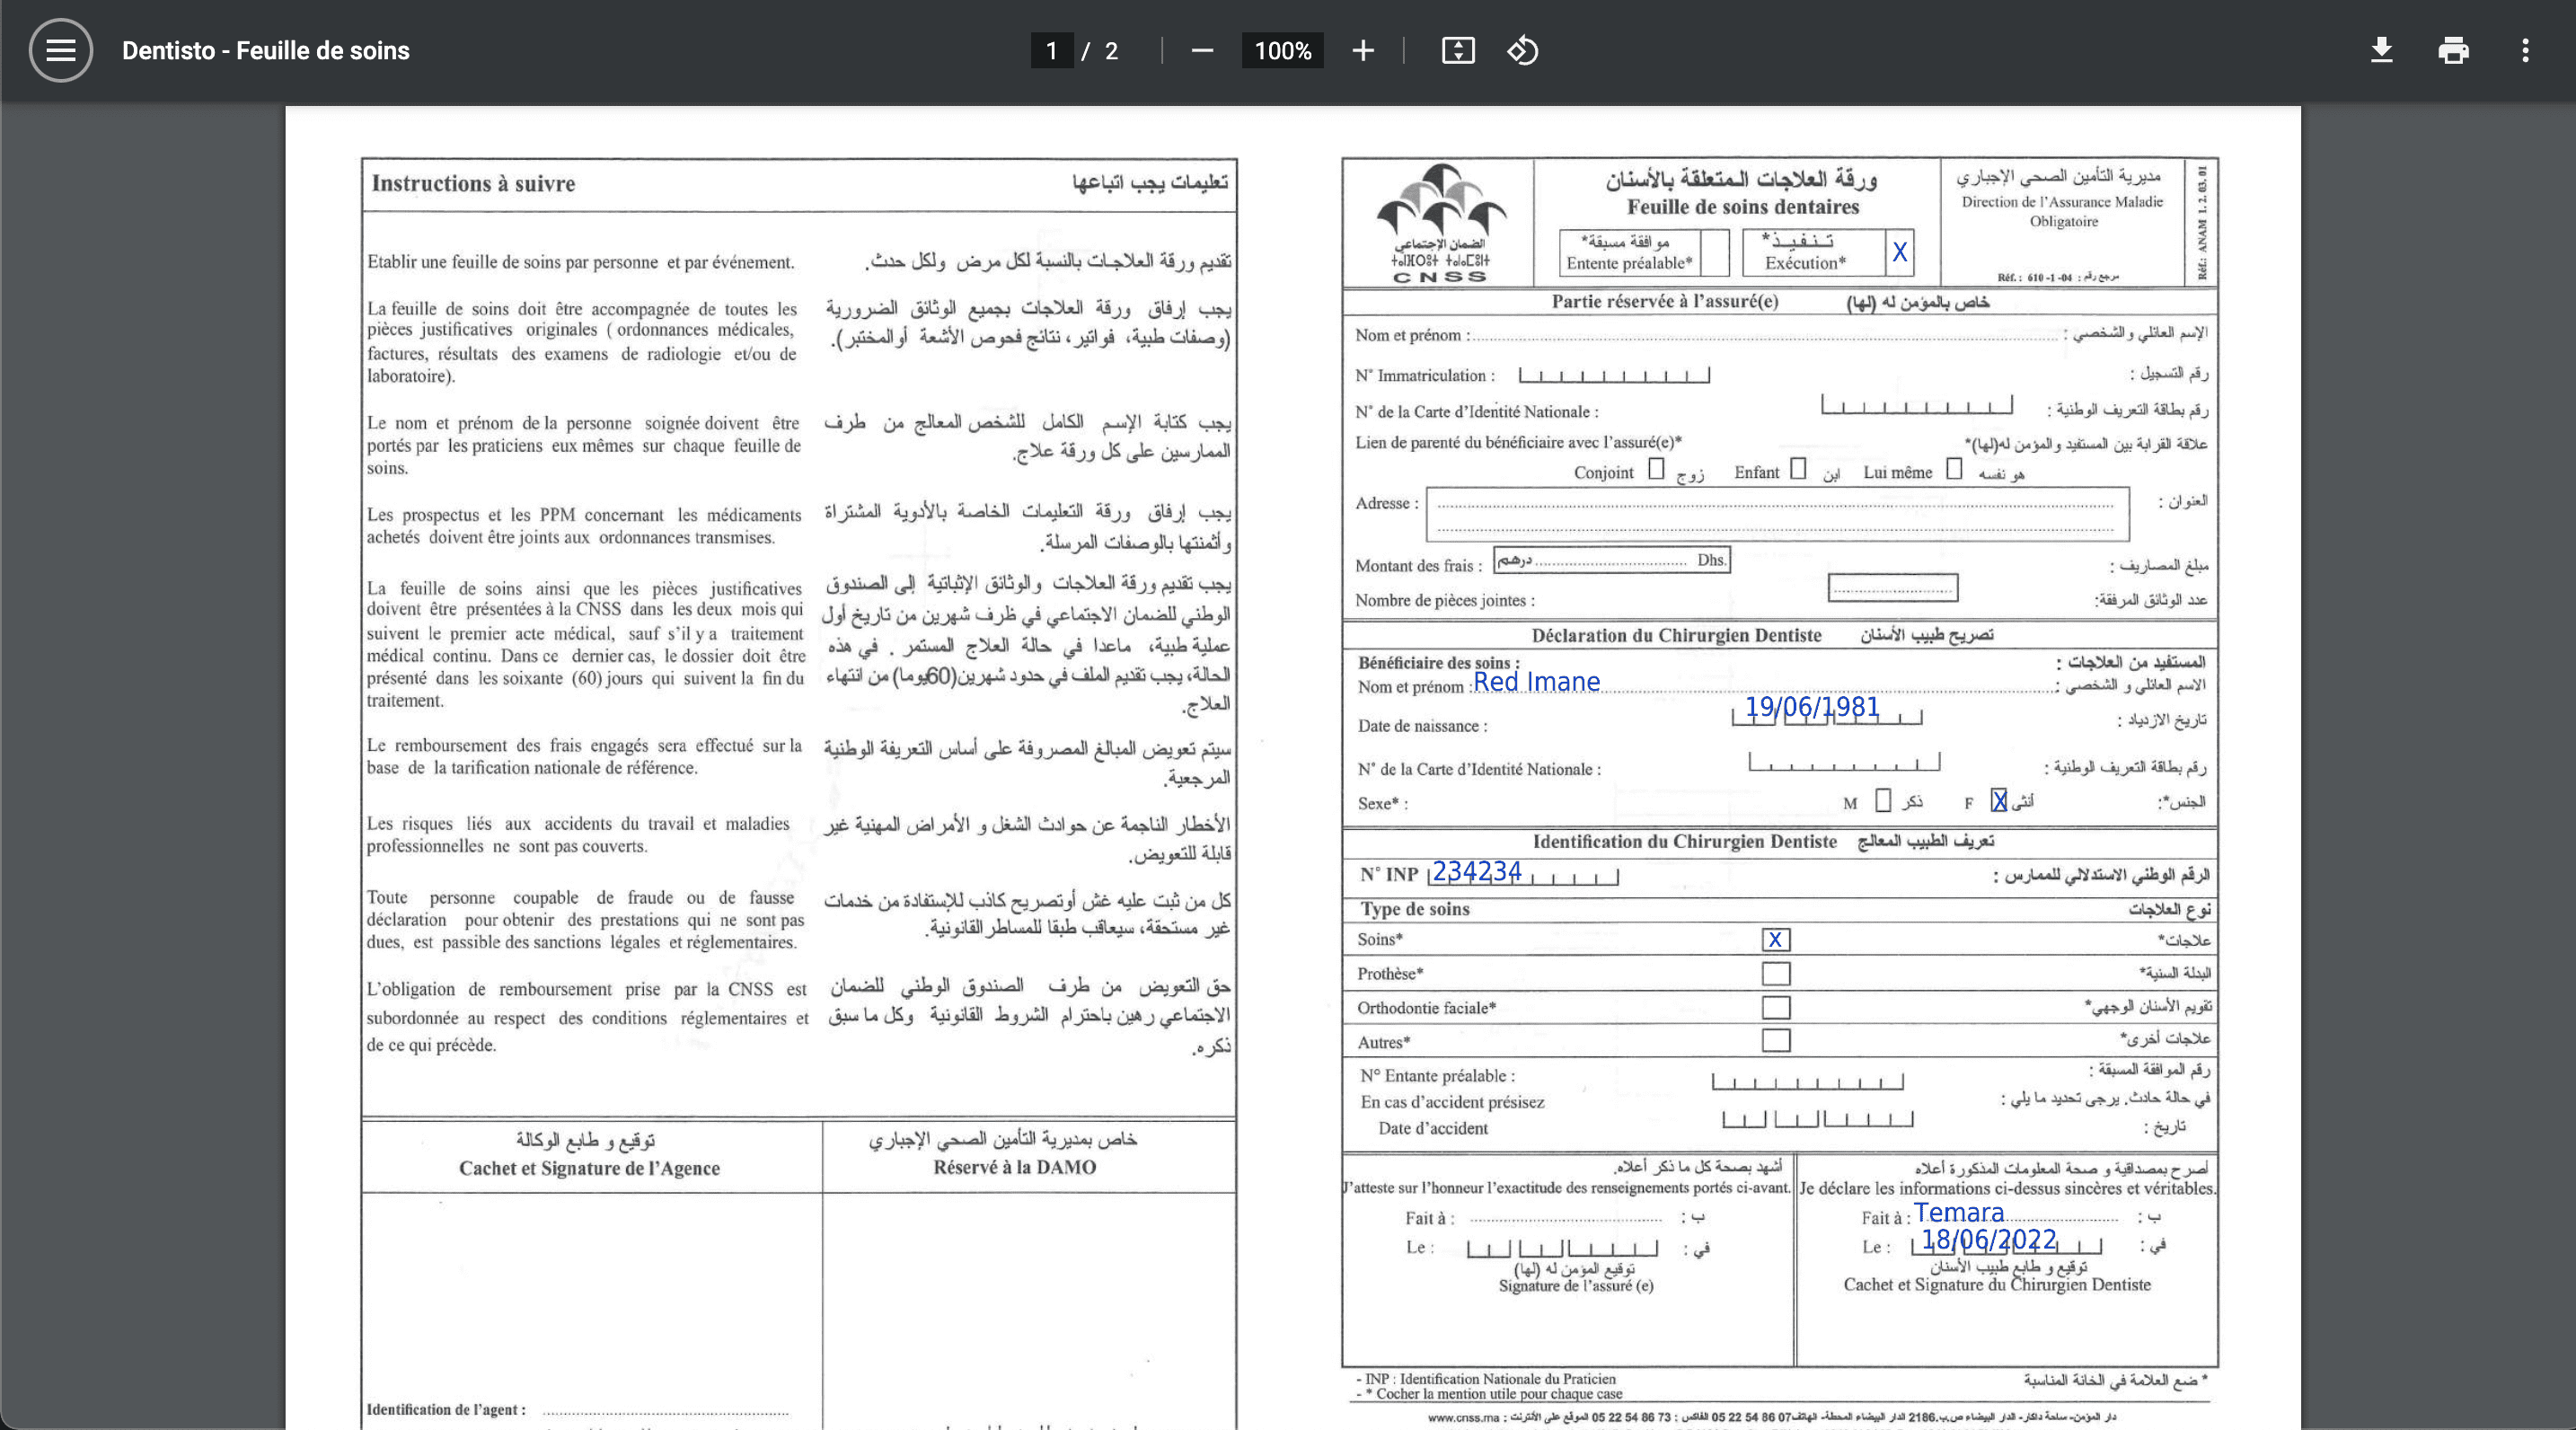 Dentisto - Feuille de soins
1 / 2
100%
Instructions à suivre
تعليمات يجب اتباعها
Etablir une feuille de soins par personne et par événement.
تقديم ورقة العلاجات بالنسبة لكل مرض ولكل حدث.
La feuille de soins doit être accompagnée de toutes les
pièces justificatives originales ( ordonnances médicales,
factures, résultats des examens de radiologie et/ou de
laboratoire).
يجب إرفاق ورقة العلاجات بجميع الوثائق الضرورية
(وصفات طبية، فواتير، نتائج فحوص الأشعة أو المختبر).
Le nom et prénom de la personne soignée doivent être
portés par les praticiens eux mêmes sur chaque feuille de
soins.
يجب كتابة الإسم الكامل للشخص المعالج من طرف
الممارسين على كل ورقة علاج.
Les prospectus et les PPM concernant les médicaments
achetés doivent être joints aux ordonnances transmises.
يجب إرفاق ورقة التعليمات الخاصة بالأدوية المشتراة
و أثمنتها بالوصفات المرسلة.
La feuille de soins ainsi que les pièces justificatives
doivent être présentées à la CNSS dans les deux mois qui
suivent le premier acte médical, sauf s'il y a traitement
médical continu. Dans ce dernier cas, le dossier doit être
présenté dans les soixante (60) jours qui suivent la fin du
traitement.
يجب تقديم ورقة العلاجات والوثائق الإثباتية إلى الصندوق
الوطني للضمان الاجتماعي في ظرف شهرين من تاريخ أول
عملية طبية، ماعدا في حالة العلاج المستمر . في هذه
الحالة، يجب تقديم الملف في حدود شهرين(60يوما) من انتهاء
العلاج.
Le remboursement des frais engagés sera effectué sur la
base de la tarification nationale de référence.
سيتم تعويض المبالغ المصروفة على أساس التعريفة الوطنية
المرجعية.
Les risques liés aux accidents du travail et maladies
professionnelles ne sont pas couverts.
الأخطار الناجمة عن حوادث الشغل و الأمراض المهنية غير
قابلة للتعويض.
Toute personne coupable de fraude ou de fausse
déclaration pour obtenir des prestations qui ne sont pas
dues, est passible des sanctions légales et réglementaires.
كل من ثبت عليه غش أوتصريح كاذب للإستفادة من خدمات
غير مستحقة، سيعاقب طبقا للمساطر القانونية.
L'obligation de remboursement prise par la CNSS est
subordonnée au respect des conditions réglementaires et
de ce qui précède.
حق التعويض من طرف الصندوق الوطني للضمان
الاجتماعي رهين باحترام الشروط القانونية وكل ما سبق
ذكره.
توقيع و طابع الوكالة
Cachet et Signature de l'Agence
خاص بمديرية التأمين الصحي الإجباري
Réservé à la DAMO
Identification de l'agent :
الضمان الإجتماعي
CNSS
ورقة العلاجات المتعلقة بالأسنان
Feuille de soins dentaires
موافقة مسبقة*
Entente préalable*
تنفيذ*
Exécution*
X
مديرية التأمين الصحي الإجباري
Direction de l'Assurance Maladie
Obligatoire
Réf. : 610-1-04 : مرجع رقم
Réf.: ANAM 1. 2. 03. 01
Partie réservée à l'assuré(e) خاص بالمؤمن له (لها)
Nom et prénom : الإسم العائلي والشخصي :
N° Immatriculation : رقم التسجيل :
N° de la Carte d'Identité Nationale : رقم بطاقة التعريف الوطنية :
Lien de parenté du bénéficiaire avec l'assuré(e)* علاقة القرابة بين المستفيد والمؤمن له(لها)*
Conjoint زوج Enfant ابن Lui même هو نفسه
Adresse : العنوان :
Montant des frais : درهم Dhs. مبلغ المصاريف :
Nombre de pièces jointes : عدد الوثائق المرفقة:
Déclaration du Chirurgien Dentiste تصريح طبيب الأسنان
Bénéficiaire des soins : المستفيد من العلاجات :
Nom et prénom : Red Imane الاسم العائلي و الشخصي :
Date de naissance : 19/06/1981 تاريخ الازدياد :
N° de la Carte d'Identité Nationale : رقم بطاقة التعريف الوطنية :
Sexe* : M ذكر F X أنثى الجنس*:
Identification du Chirurgien Dentiste تعريف الطبيب المعالج
N° INP 234234 الرقم الوطني الاستدلالي للممارس :
Type de soins نوع العلاجات
Soins* X علاجات*
Prothèse* البدلة السنية*
Orthodontie faciale* تقويم الأسنان الوجهي*
Autres* علاجات أخرى*
N° Entante préalable : رقم الموافقة المسبقة :
En cas d'accident présisez في حالة حادث. يرجى تحديد ما يلي :
Date d'accident تاريخ :
أشهد بصحة كل ما ذكر أعلاه.
J'atteste sur l'honneur l'exactitude des renseignements portés ci-avant.
Fait à : ب :
Le : في :
توقيع المؤمن له (لها)
Signature de l'assuré (e)
أصرح بمصداقية و صحة المعلومات المذكورة أعلاه
Je déclare les informations ci-dessus sincères et véritables.
Fait à : Temara ب :
Le : 18/06/2022 في :
توقيع و طابع طبيب الأسنان
Cachet et Signature du Chirurgien Dentiste
- INP : Identification Nationale du Praticien
- * Cocher la mention utile pour chaque case
* ضع العلامة في الخانة المناسبة
دار المؤمن- ساحة داكار- الدار البيضاء ص.ب.2186 الدار البيضاء المحطة- الهاتف 05 22 54 86 07 الفاكس : 05 22 54 86 73 الموقع على الأنترنت : www.cnss.ma